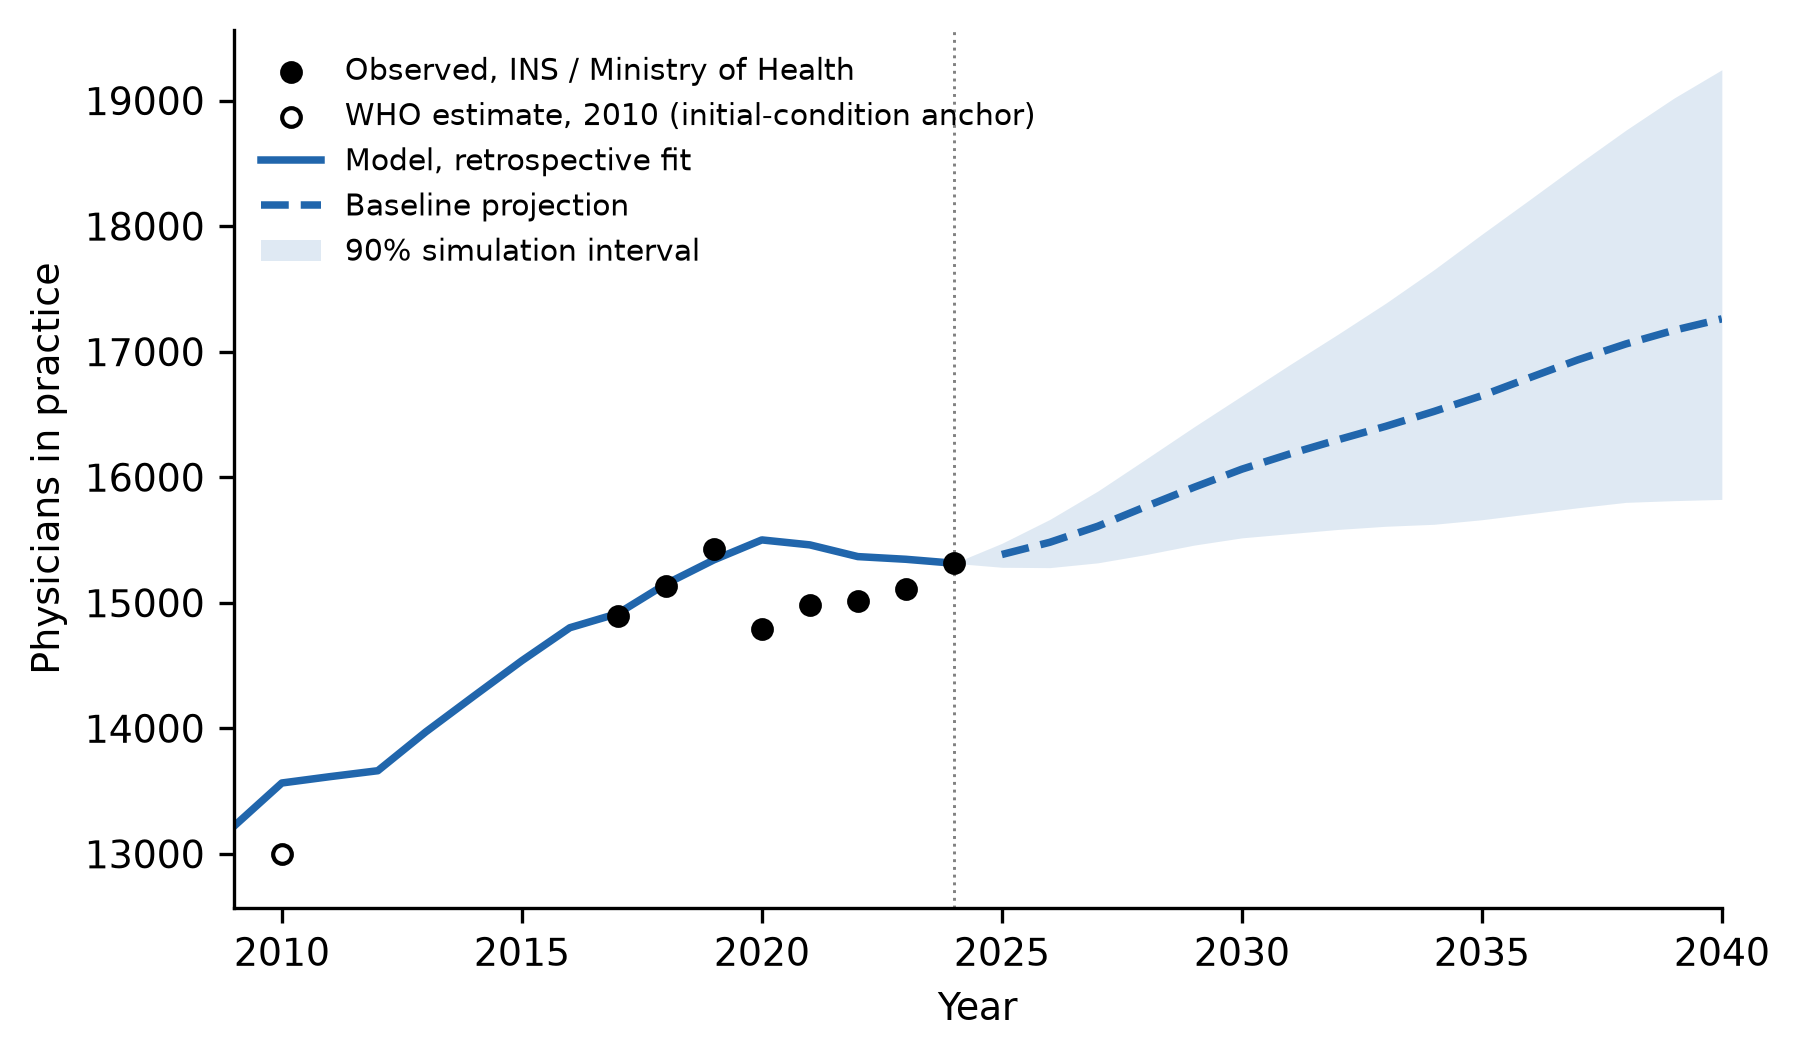 Observed, INS / Ministry of Health
WHO estimate, 2010 (initial-condition anchor)
Model, retrospective fit
Baseline projection
90% simulation interval
Physicians in practice
19000
18000
17000
16000
15000
14000
13000
2010 2015 2020 2025 2030 2035 2040
Year